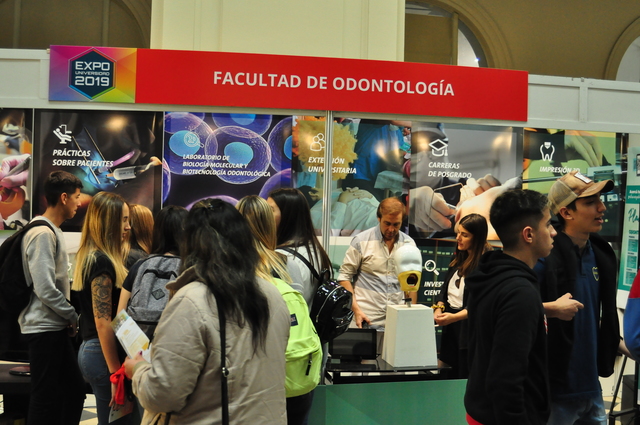 EXPO
UNIVERSIDAD
2019
FACULTAD DE ODONTOLOGÍA
PRÁCTICAS
SOBRE PACIENTES
LABORATORIO DE
BIOLOGÍA MOLECULAR Y
BIOTECNOLOGÍA ODONTOLÓGICA
EXTENSIÓN
UNIVERSITARIA
CARRERAS
DE POSGRADO
IMPRESIÓN